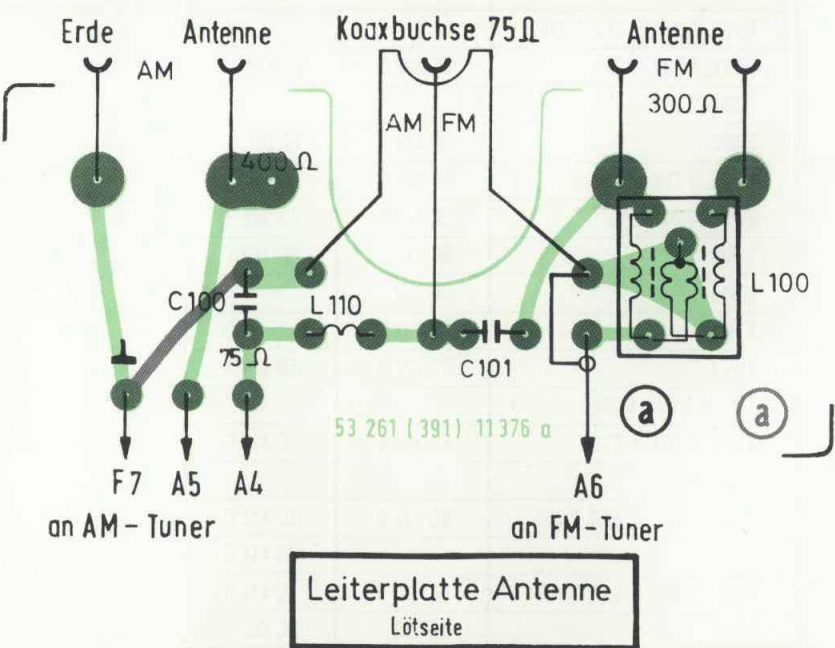 Erde Antenne Koaxbuchse 75Ω Antenne
AM FM
300Ω
AM FM
400Ω
C100 L110 L100
75Ω C101
a a
53 261 (391) 11376 a
F7 A5 A4 A6
an AM-Tuner an FM-Tuner
Leiterplatte Antenne
Lötseite